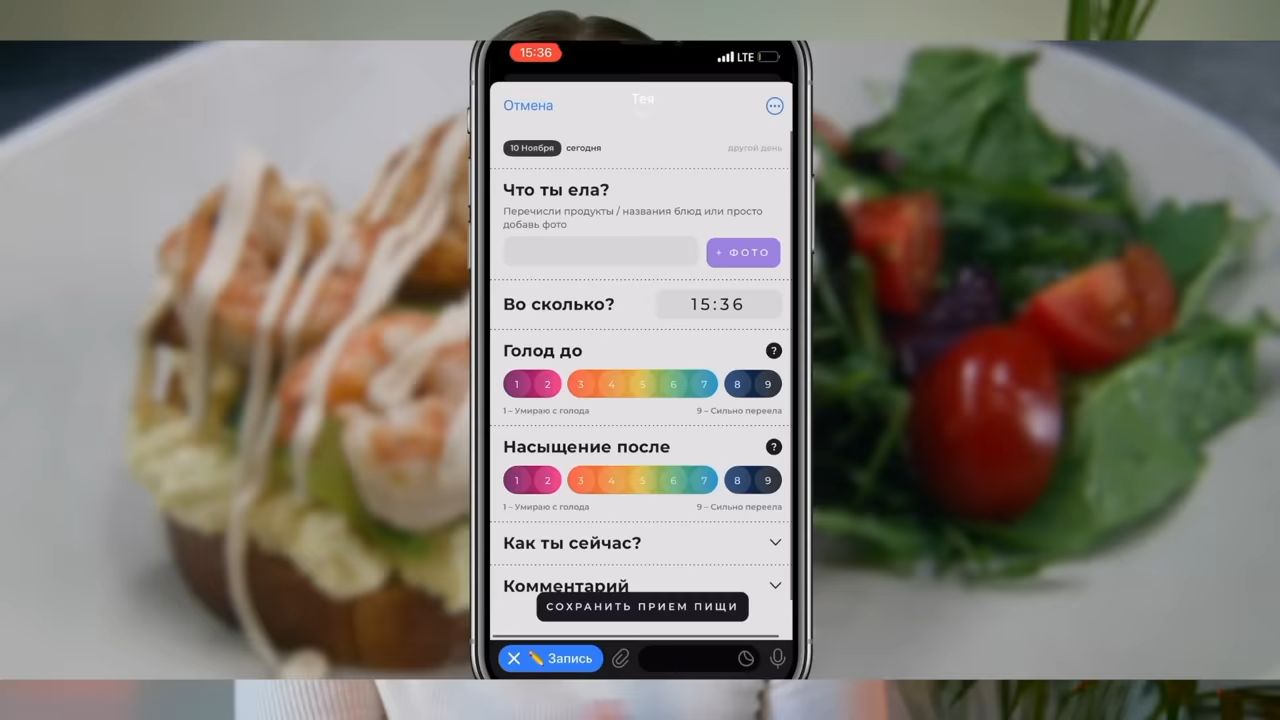 15:36 LTE
Отмена Тея
10 Ноября сегодня другой день
Что ты ела?
Перечисли продукты / названия блюд или просто
добавь фото
+ ФОТО
Во сколько? 15:36
Голод до ?
1 2 3 4 5 6 7 8 9
1 – Умираю с голода 9 – Сильно переела
Насыщение после ?
1 2 3 4 5 6 7 8 9
1 – Умираю с голода 9 – Сильно переела
Как ты сейчас?
Комментарий
СОХРАНИТЬ ПРИЕМ ПИЩИ
Запись